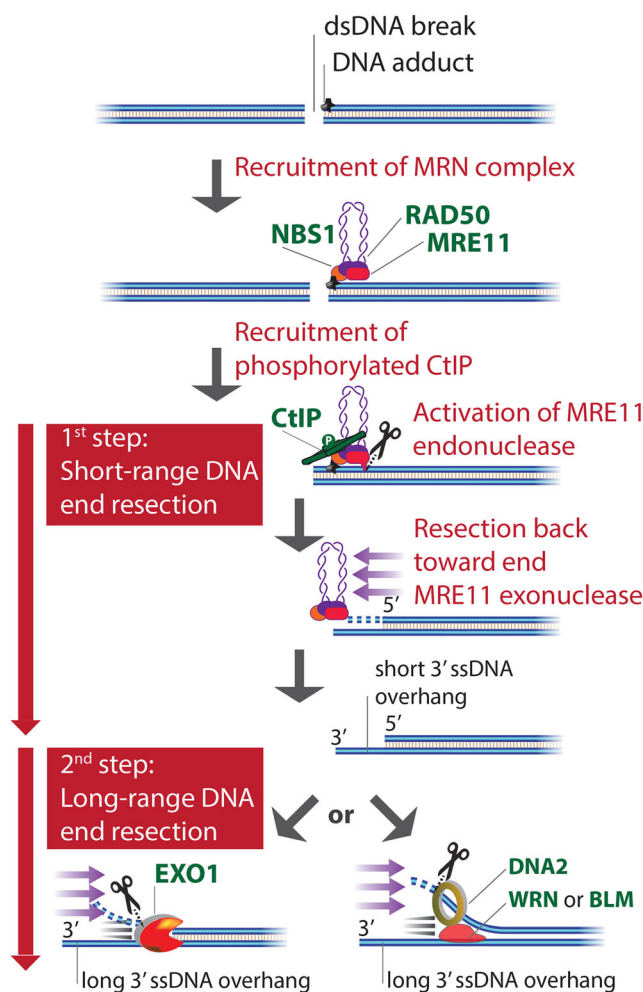 dsDNA break
DNA adduct
Recruitment of MRN complex
RAD50
NBS1
MRE11
Recruitment of
phosphorylated CtIP
CtIP
P
Activation of MRE11
endonuclease
1st step:
Short-range DNA
end resection
Resection back
toward end
MRE11 exonuclease
5′
short 3′ ssDNA
overhang
3′
5′
2nd step:
Long-range DNA
end resection
or
EXO1
DNA2
WRN or BLM
3′
3′
long 3′ ssDNA overhang
long 3′ ssDNA overhang